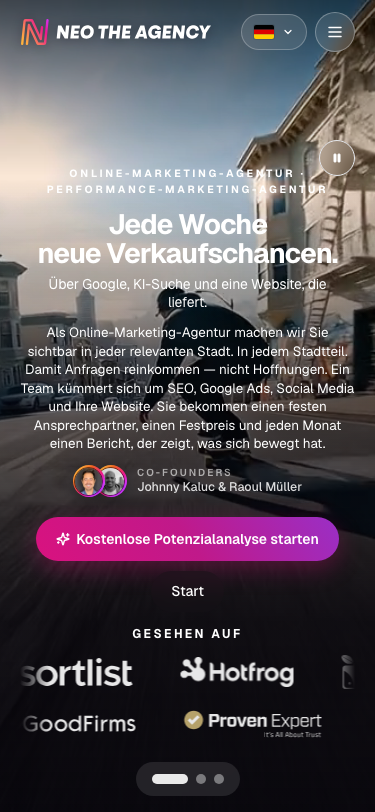 NEO THE AGENCY
ONLINE-MARKETING-AGENTUR ·
PERFORMANCE-MARKETING-AGENTUR
Jede Woche
neue Verkaufschancen.
Über Google, KI-Suche und eine Website, die
liefert.
Als Online-Marketing-Agentur machen wir Sie
sichtbar in jeder relevanten Stadt. In jedem Stadtteil.
Damit Anfragen reinkommen — nicht Hoffnungen. Ein
Team kümmert sich um SEO, Google Ads, Social Media
und Ihre Website. Sie bekommen einen festen
Ansprechpartner, einen Festpreis und jeden Monat
einen Bericht, der zeigt, was sich bewegt hat.
CO-FOUNDERS
Johnny Kaluc & Raoul Müller
Kostenlose Potenzialanalyse starten
Start
GESEHEN AUF
sortlist
Hotfrog
GoodFirms
Proven Expert
It's All About Trust